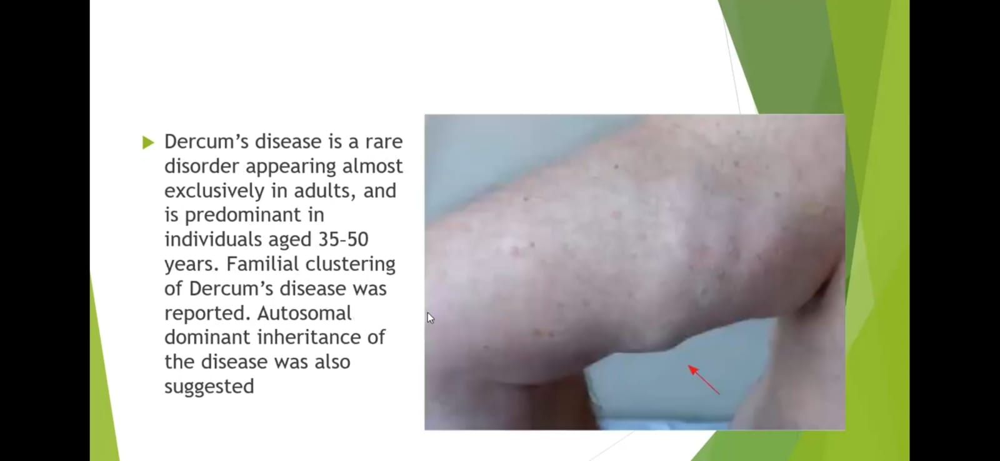 Dercum’s disease is a rare
disorder appearing almost
exclusively in adults, and
is predominant in
individuals aged 35-50
years. Familial clustering
of Dercum’s disease was
reported. Autosomal
dominant inheritance of
the disease was also
suggested